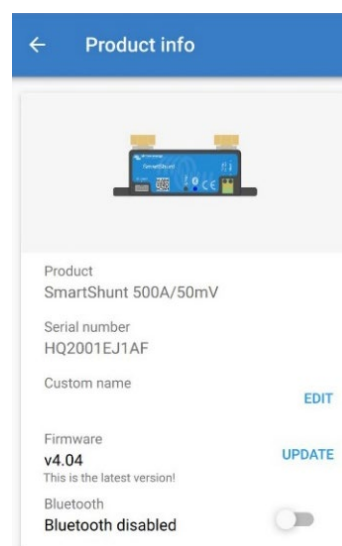 Product info
SmartShunt
Product
SmartShunt 500A/50mV
Serial number
HQ2001EJ1AF
Custom name
EDIT
Firmware
v4.04
UPDATE
This is the latest version!
Bluetooth
Bluetooth disabled